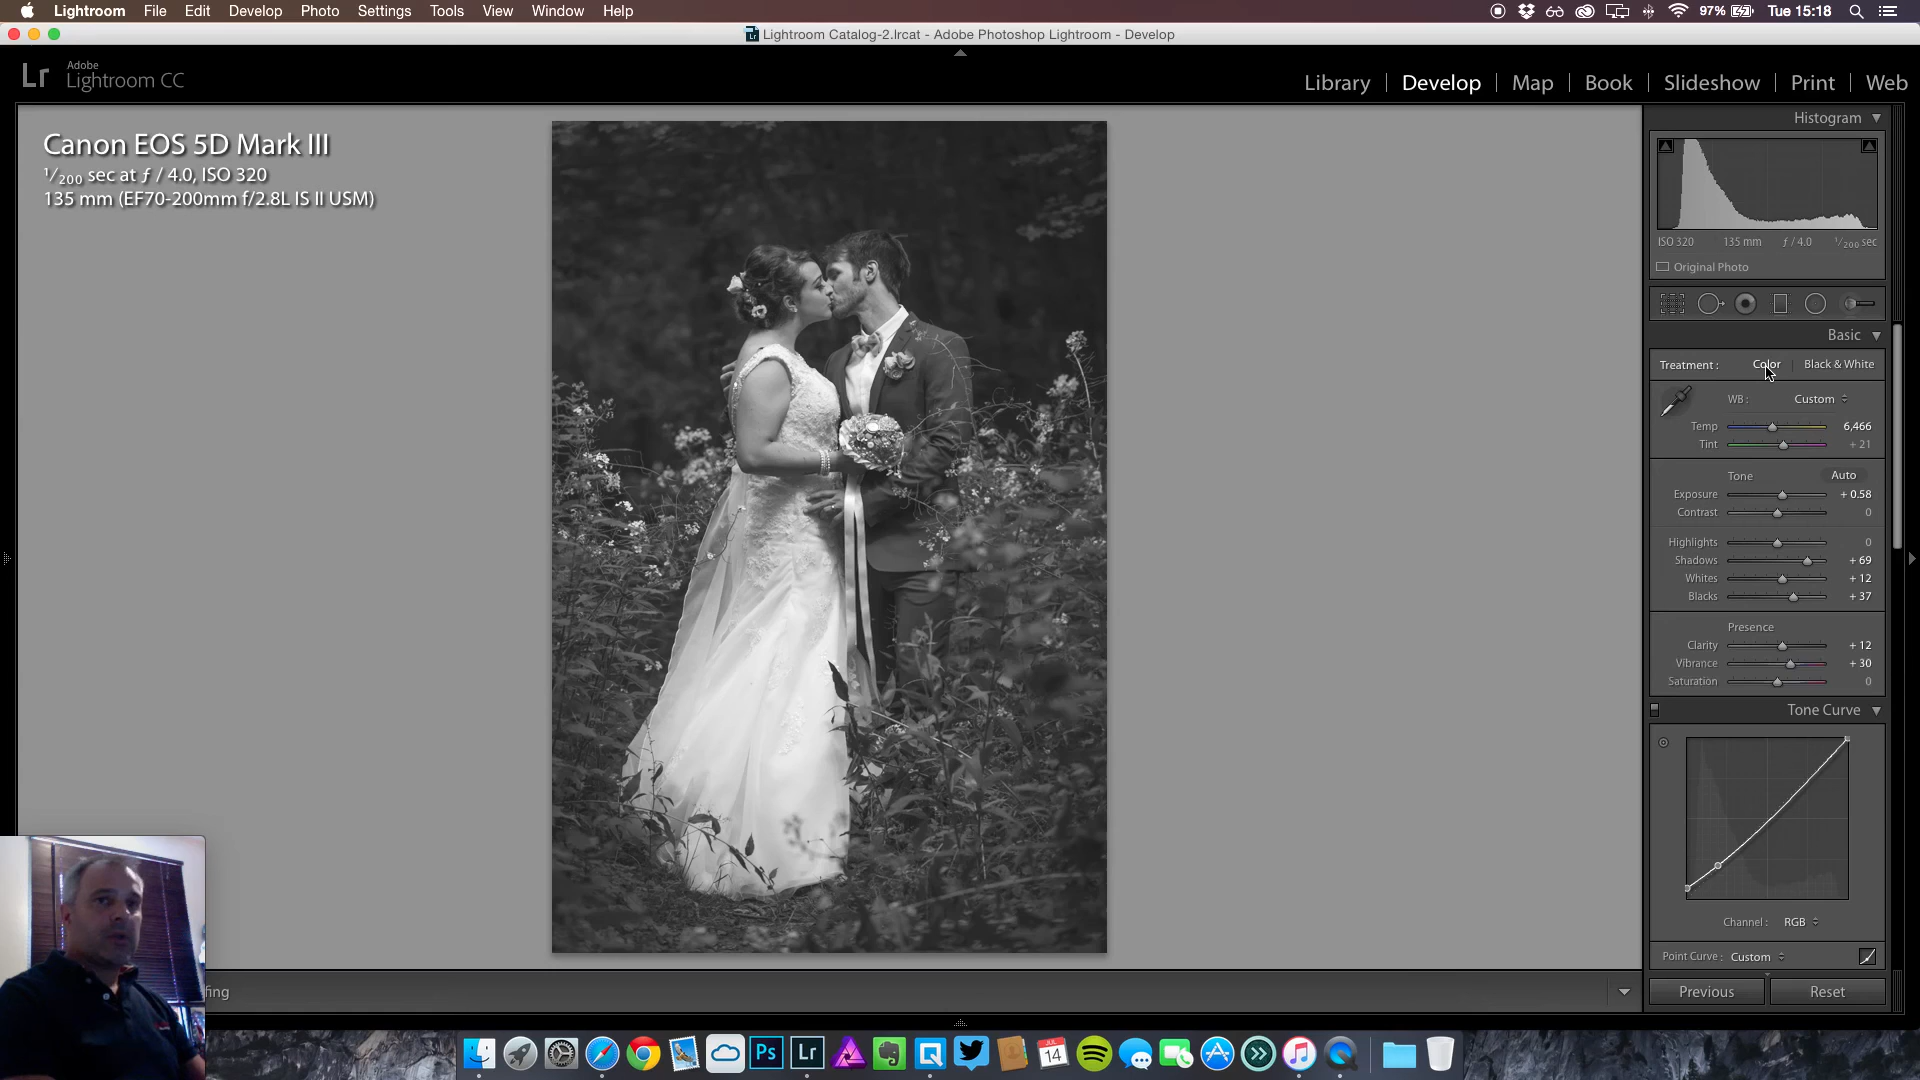 Lightroom File Edit Develop Photo Settings Tools View Window Help 97% Tue 15:18
Lightroom Catalog-2.lrcat - Adobe Photoshop Lightroom - Develop
Lr Adobe
Lightroom CC
Library Develop Map Book Slideshow Print Web
Canon EOS 5D Mark III
1/200 sec at ƒ / 4.0, ISO 320
135 mm (EF70-200mm f/2.8L IS II USM)
Histogram
ISO 320 135 mm ƒ / 4.0 1/200 sec
Original Photo
Basic
Treatment : Color Black & White
WB : Custom
Temp 6,466
Tint + 21
Tone Auto
Exposure + 0.58
Contrast 0
Highlights 0
Shadows + 69
Whites + 12
Blacks + 37
Presence
Clarity + 12
Vibrance + 30
Saturation 0
Tone Curve
Channel : RGB
Point Curve : Custom
fing
Previous Reset
Ps Lr JUL 14